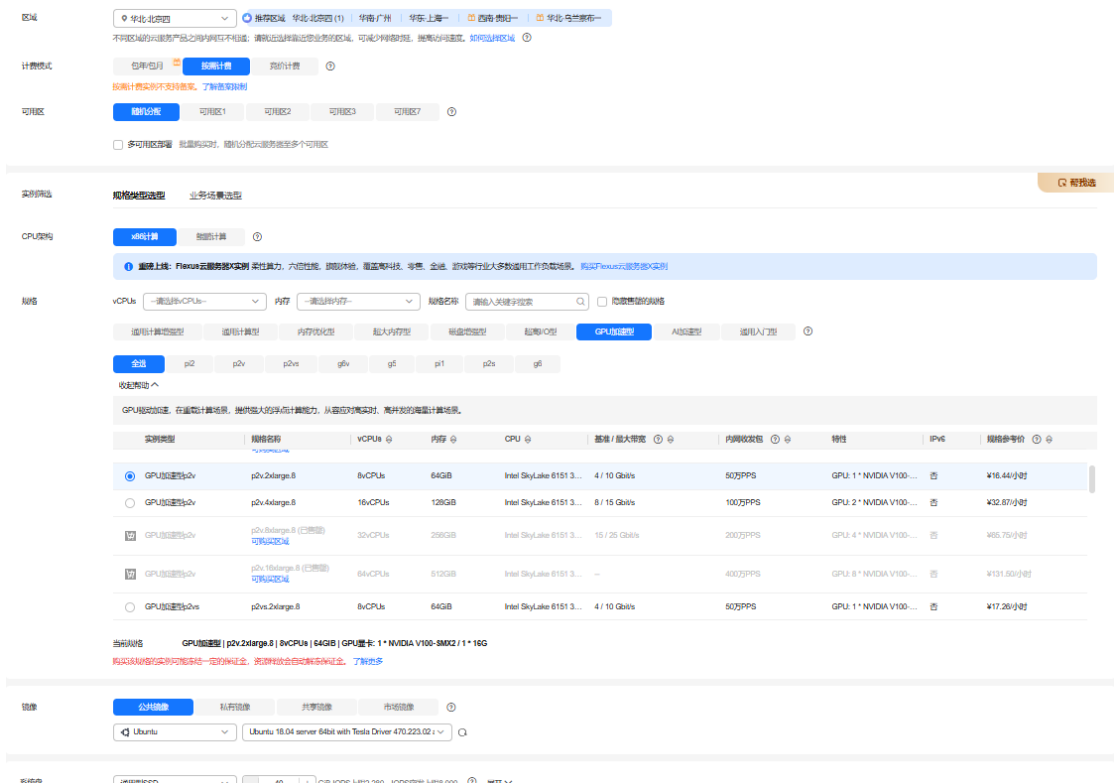 区域 华北-北京四 推荐区域 华北-北京四 (1) 华南-广州 华东-上海一 西南-贵阳一 华北-乌兰察布一
不同区域的云服务产品之间内网互不相通；请就近选择靠近您业务的区域，可减少网络时延，提高访问速度。如何选择区域
计费模式 包年/包月 按需计费 竞价计费
按需计费实例不支持备案。了解备案限制
可用区 随机分配 可用区1 可用区2 可用区3 可用区7
多可用区部署 批量购买时，随机分配云服务器至多个可用区
帮我选
实例筛选 规格类型选型 业务场景选型
CPU架构 x86计算 鲲鹏计算
重磅上线：Flexus云服务器X实例 柔性算力，六倍性能，旗舰体验，覆盖高科技、零售、金融、游戏等行业大多数通用工作负载场景。 购买Flexus云服务器X实例
规格 vCPUs --请选择vCPUs-- 内存 --请选择内存-- 规格名称 请输入关键字搜索 隐藏售罄的规格
通用计算增强型 通用计算型 内存优化型 超大内存型 磁盘增强型 超高I/O型 GPU加速型 AI加速型 通用入门型
全选 pi2 p2v p2vs g6v g5 pi1 p2s g6
收起帮助
GPU驱动加速，在重载计算场景，提供强大的浮点计算能力，从容应对高实时、高并发的海量计算场景。
实例类型 规格名称 vCPUs 内存 CPU 基准 / 最大带宽 内网收发包 特性 IPv6 规格参考价
可购买区域
GPU加速型p2v p2v.2xlarge.8 8vCPUs 64GiB Intel SkyLake 6151 3... 4 / 10 Gbit/s 50万PPS GPU: 1 * NVIDIA V100-... 否 ¥16.44/小时
GPU加速型p2v p2v.4xlarge.8 16vCPUs 128GiB Intel SkyLake 6151 3... 8 / 15 Gbit/s 100万PPS GPU: 2 * NVIDIA V100-... 否 ¥32.87/小时
GPU加速型p2v p2v.8xlarge.8 (已售罄) 32vCPUs 256GiB Intel SkyLake 6151 3... 15 / 25 Gbit/s 200万PPS GPU: 4 * NVIDIA V100-... 否 ¥65.75/小时
可购买区域
GPU加速型p2v p2v.16xlarge.8 (已售罄) 64vCPUs 512GiB Intel SkyLake 6151 3... -- 400万PPS GPU: 8 * NVIDIA V100-... 否 ¥131.50/小时
可购买区域
GPU加速型p2vs p2vs.2xlarge.8 8vCPUs 64GiB Intel SkyLake 6151 3... 4 / 10 Gbit/s 50万PPS GPU: 1 * NVIDIA V100-... 否 ¥17.26/小时
当前规格 GPU加速型 | p2v.2xlarge.8 | 8vCPUs | 64GiB | GPU显卡: 1 * NVIDIA V100-SMX2 / 1 * 16G
购买该规格的实例可能冻结一定的保证金，资源释放会自动解冻保证金。 了解更多
镜像 公共镜像 私有镜像 共享镜像 市场镜像
Ubuntu Ubuntu 18.04 server 64bit with Tesla Driver 470.223.02
系统盘 通用型SSD 40